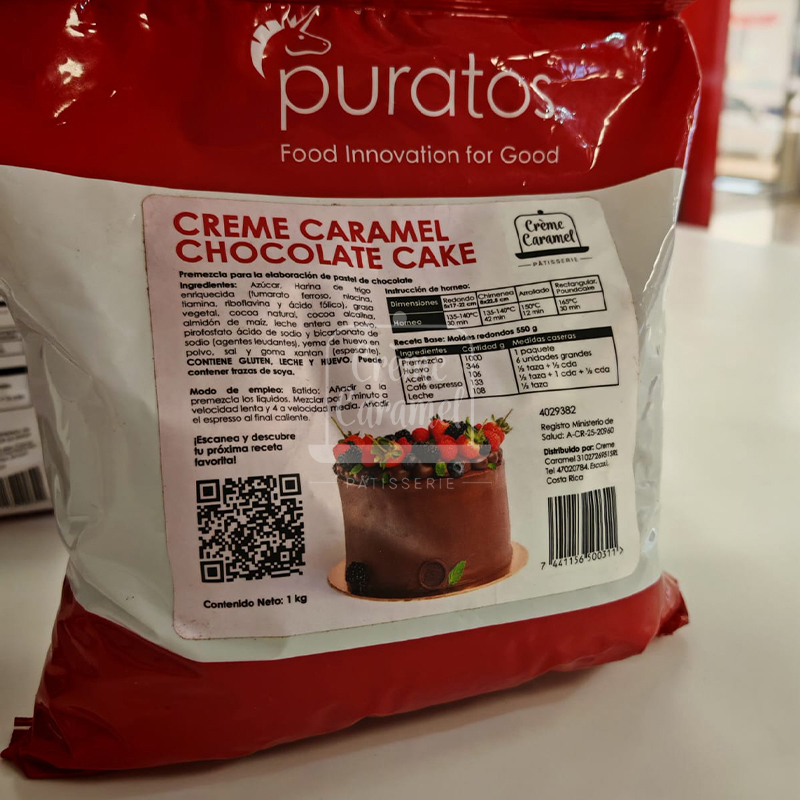 puratos
Food Innovation for Good
CREME CARAMEL
CHOCOLATE CAKE
Crème
Caramel
PÂTISSERIE
Premezcla para la elaboración de pastel de chocolate
Ingredientes: Azúcar, Harina de trigo
enriquecida (fumarato ferroso, niacina,
tiamina, riboflavina y ácido fólico), grasa
vegetal, cocoa natural, cocoa alcalina,
almidón de maíz, leche entera en polvo,
pirofosfato ácido de sodio y bicarbonato de
sodio (agentes leudantes), yema de huevo en
polvo, sal y goma xantan (espesante).
CONTIENE GLUTEN, LECHE Y HUEVO. Puede
contener trazas de soya.
Modo de empleo: Batido: Añadir a la
premezcla los líquidos. Mezclar por minuto a
velocidad lenta y 4 a velocidad media. Añadir
el espresso al final caliente.
¡Escanea y descubre
tu próxima receta
favorita!
Contenido Neto: 1 kg
Instrucción de horneo:
Dimensiones Redondo Chimenea Arrollado Rectangular, Poundcake
Horneo 135-140°C 30 min 135-140°C 42 min 150°C 12 min 165°C 30 min
Receta Base: Moldes redondos 550 g
Ingredientes Cantidad g Medidas caseras
Premezcla 1000 1 paquete
Huevo 346 6 unidades grandes
Aceite 106 ½ taza + ½ cda
Café espresso 133
Leche 108 ½ taza
4029382
Registro Ministerio de
Salud: A-CR-25-20960
Distribuido por: Creme
Caramel 3102726951SRL
Tel 47020784, Escazú,
Costa Rica
7 441156 500311 >
Crème
Caramel
PÂTISSERIE